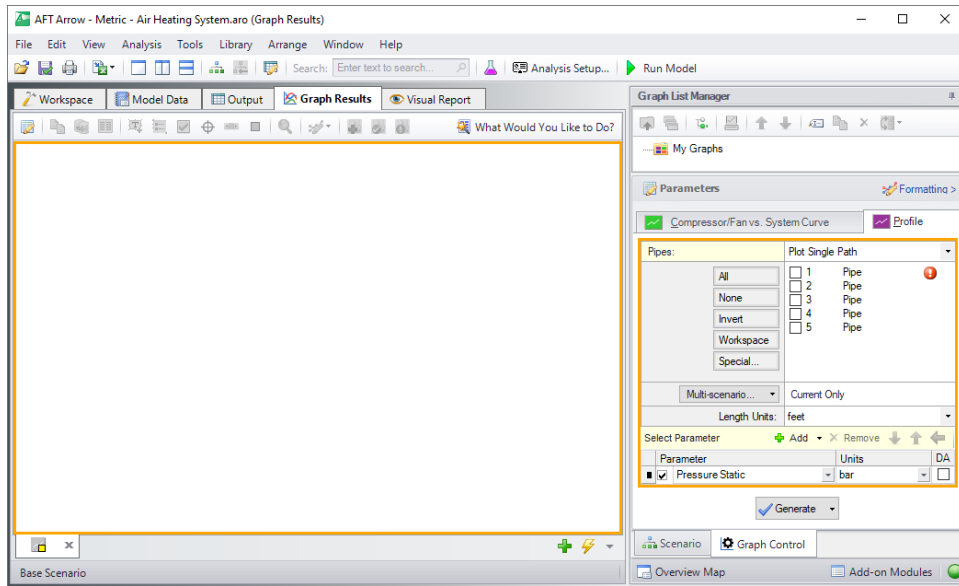 AFT Arrow - Metric - Air Heating System.aro (Graph Results)
File Edit View Analysis Tools Library Arrange Window Help
Search: Enter text to search... Analysis Setup... Run Model
Workspace Model Data Output Graph Results Visual Report
What Would You Like to Do?
Graph List Manager
My Graphs
Parameters Formatting >
Compressor/Fan vs. System Curve Profile
Pipes: Plot Single Path
All
None
Invert
Workspace
Special...
1 Pipe
2 Pipe
3 Pipe
4 Pipe
5 Pipe
Multi-scenario... Current Only
Length Units: feet
Select Parameter Add Remove
Parameter Units DA
Pressure Static bar
Generate
Scenario Graph Control
Base Scenario
Overview Map Add-on Modules